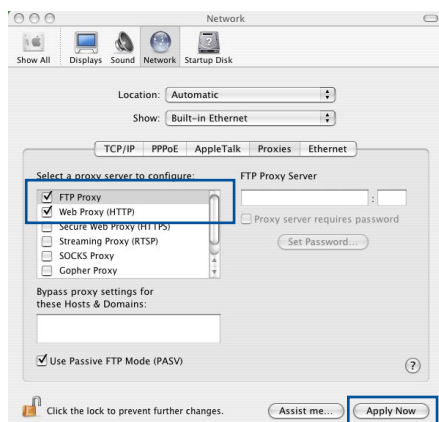 Network
Show All Displays Sound Network Startup Disk
Location: Automatic
Show: Built-in Ethernet
TCP/IP PPPoE AppleTalk Proxies Ethernet
Select a proxy server to configure: FTP Proxy Server
FTP Proxy :
Web Proxy (HTTP) Proxy server requires password
Secure Web Proxy (HTTPS)
Streaming Proxy (RTSP) Set Password...
SOCKS Proxy
Gopher Proxy
Bypass proxy settings for
these Hosts & Domains:
Use Passive FTP Mode (PASV) ?
Click the lock to prevent further changes. Assist me... Apply Now